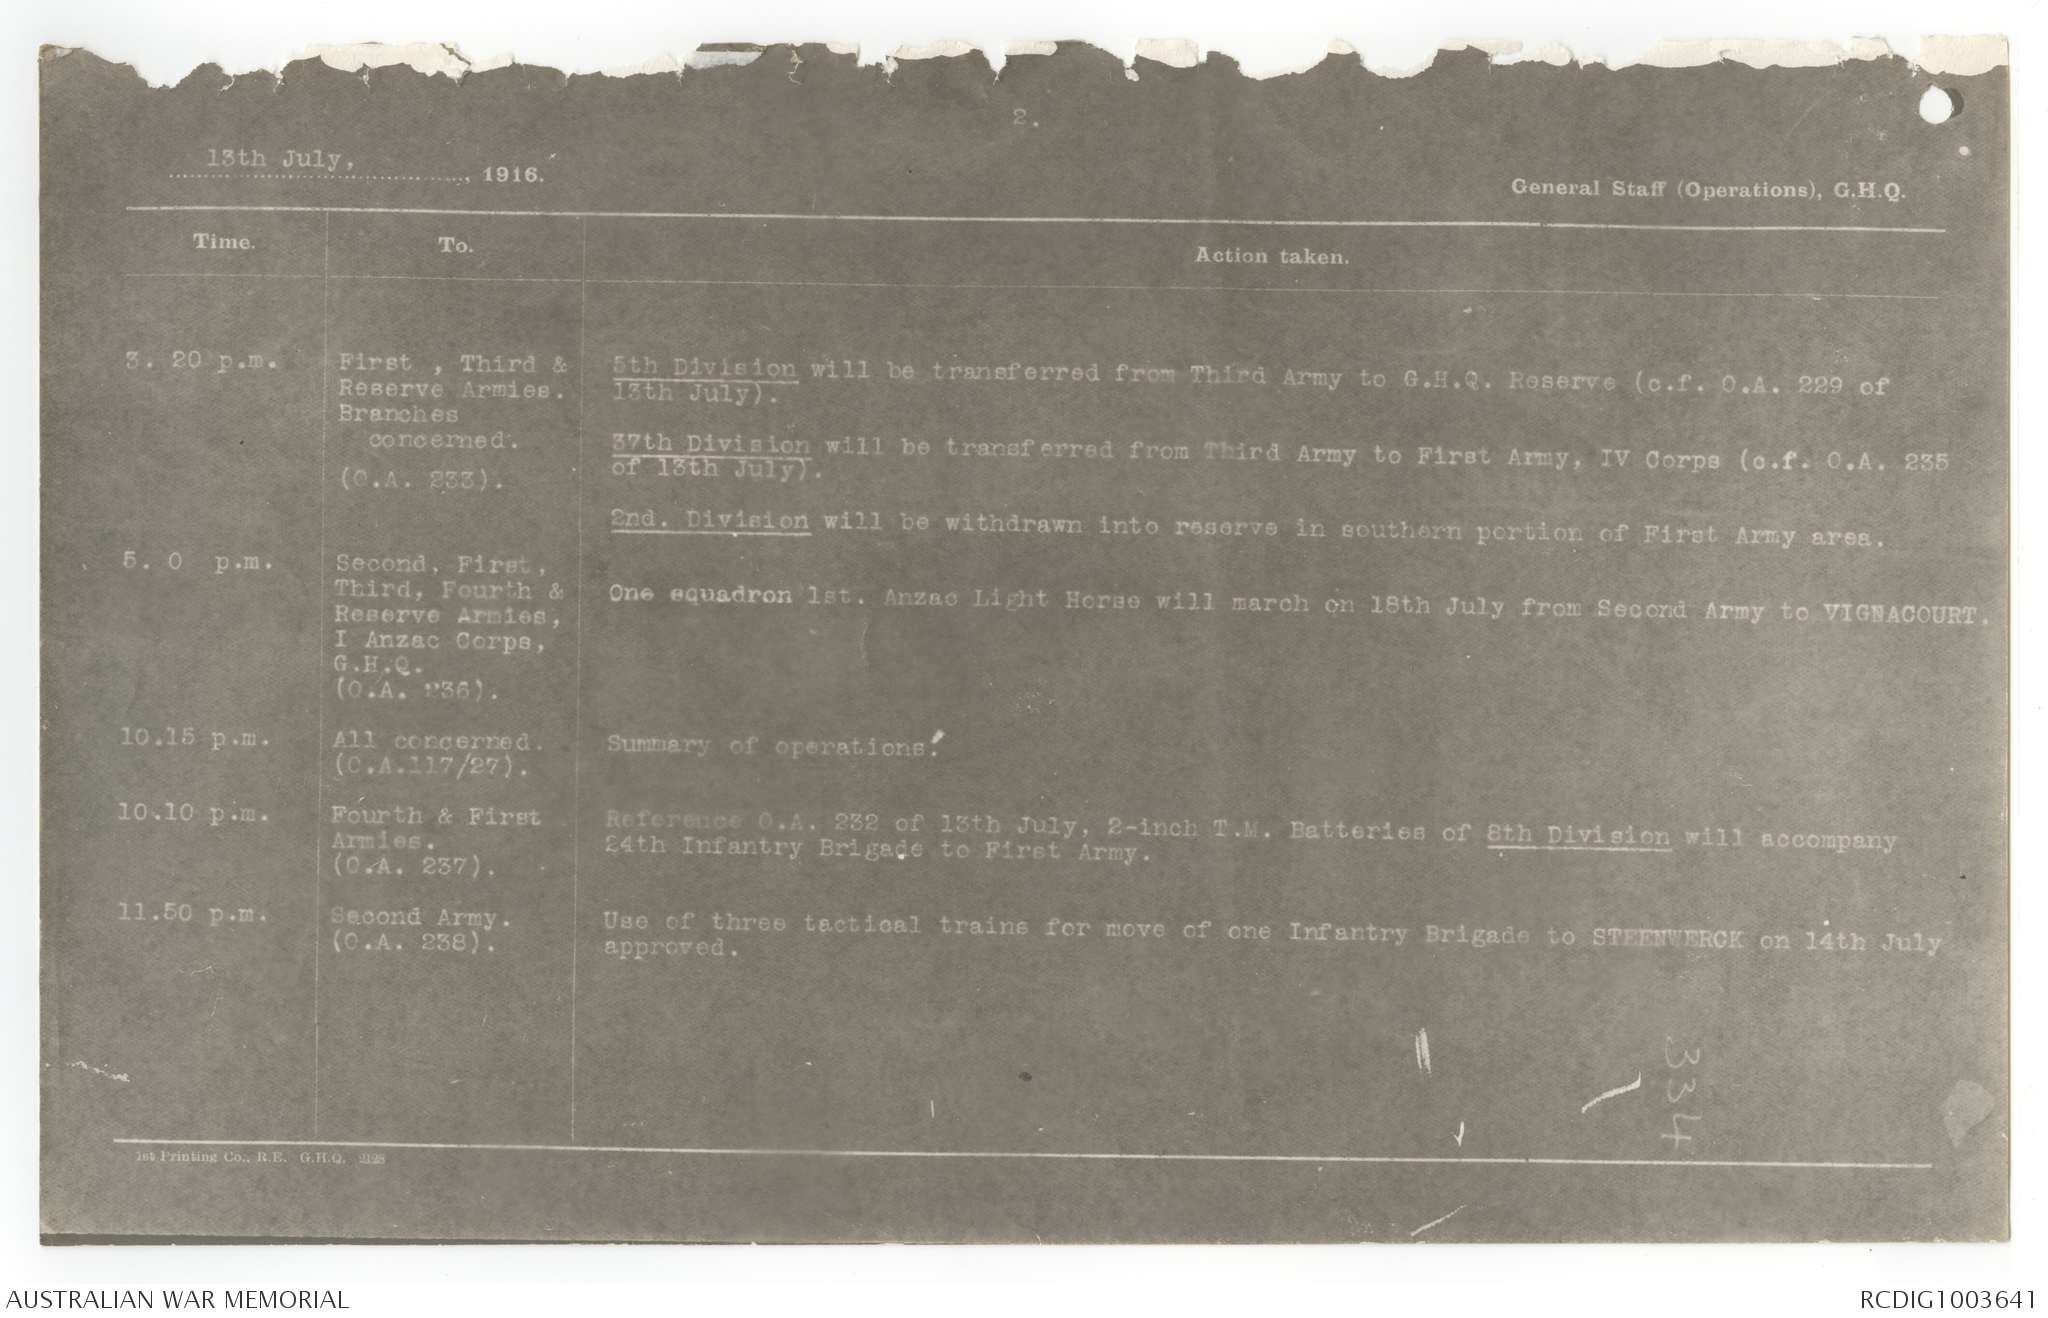 2.
13th July, 1916.
General Staff (Operations), G.H.Q.
Time. To. Action taken.
3. 20 p.m.
First , Third &
Reserve Armies.
Branches
concerned.
(O.A. 233).
5th Division will be transferred from Third Army to G.H.Q. Reserve (c.f. O.A. 229 of
13th July).
37th Division will be transferred from Third Army to First Army, IV Corps (c.f. O.A. 235
of 13th July).
2nd. Division will be withdrawn into reserve in southern portion of First Army area.
5. 0 p.m.
Second, First,
Third, Fourth &
Reserve Armies,
I Anzac Corps,
G.H.Q.
(O.A. 236).
One squadron 1st. Anzac Light Horse will march on 18th July from Second Army to VIGNACOURT.
10.15 p.m.
All concerned.
(O.A.117/27).
Summary of operations.
10.10 p.m.
Fourth & First
Armies.
(O.A. 237).
Reference O.A. 232 of 13th July, 2-inch T.M. Batteries of 8th Division will accompany
24th Infantry Brigade to First Army.
11.50 p.m.
Second Army.
(O.A. 238).
Use of three tactical trains for move of one Infantry Brigade to STEENWERCK on 14th July
approved.
334
1st Printing Co., R.E. G.H.Q. 2128
AUSTRALIAN WAR MEMORIAL
RCDIG1003641